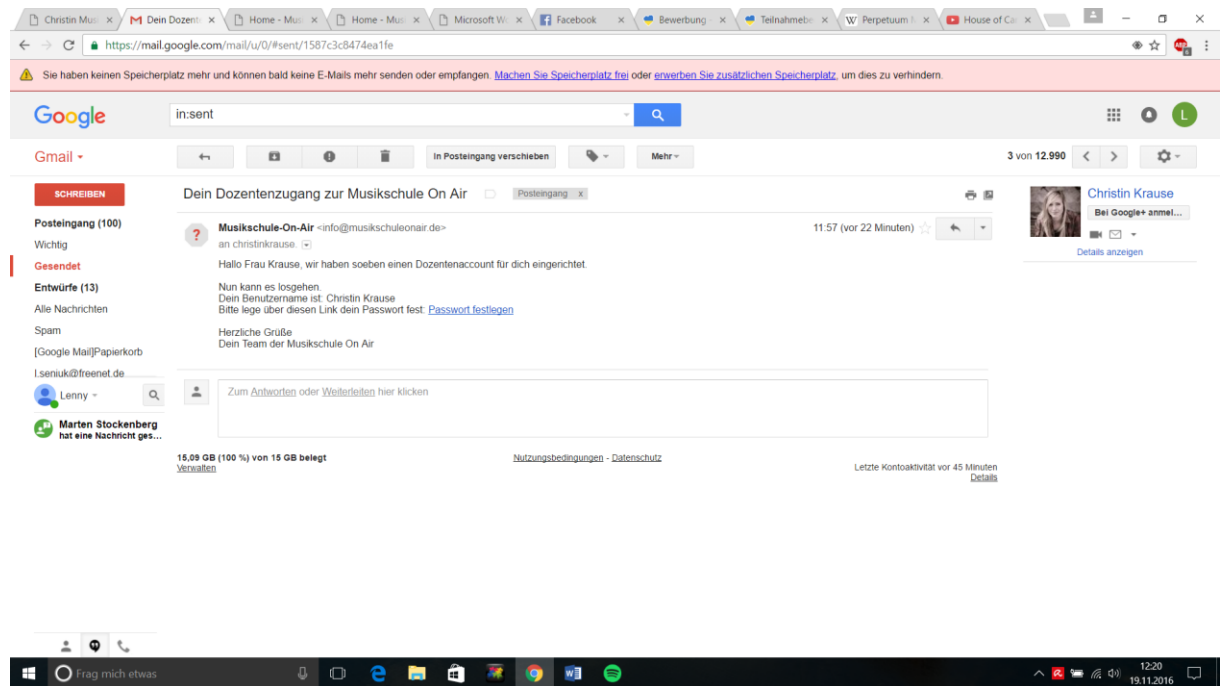 Christin Mus
M Dein Dozente
Home - Mus
Home - Mus
Microsoft Wo
Facebook
Bewerbung -
Teilnahmebe
W Perpetuum
House of Ca
https://mail.google.com/mail/u/0/#sent/1587c3c8474ea1fe
Sie haben keinen Speicherplatz mehr und können bald keine E-Mails mehr senden oder empfangen. Machen Sie Speicherplatz frei oder erwerben Sie zusätzlichen Speicherplatz, um dies zu verhindern.
Google
in:sent
L
Gmail
In Posteingang verschieben
Mehr
3 von 12.990
SCHREIBEN
Posteingang (100)
Wichtig
Gesendet
Entwürfe (13)
Alle Nachrichten
Spam
[Google Mail]Papierkorb
l.seniuk@freenet.de
Lenny
Marten Stockenberg
hat eine Nachricht ges...
Dein Dozentenzugang zur Musikschule On Air
Posteingang x
?
Musikschule-On-Air <info@musikschuleonair.de>
11:57 (vor 22 Minuten)
an christinkrause.
Hallo Frau Krause, wir haben soeben einen Dozentenaccount für dich eingerichtet.
Nun kann es losgehen.
Dein Benutzername ist: Christin Krause
Bitte lege über diesen Link dein Passwort fest: Passwort festlegen
Herzliche Grüße
Dein Team der Musikschule On Air
Zum Antworten oder Weiterleiten hier klicken
15,09 GB (100 %) von 15 GB belegt
Verwalten
Nutzungsbedingungen - Datenschutz
Letzte Kontoaktivität vor 45 Minuten
Details
Christin Krause
Bei Google+ anmel...
Details anzeigen
Frag mich etwas
12:20
19.11.2016